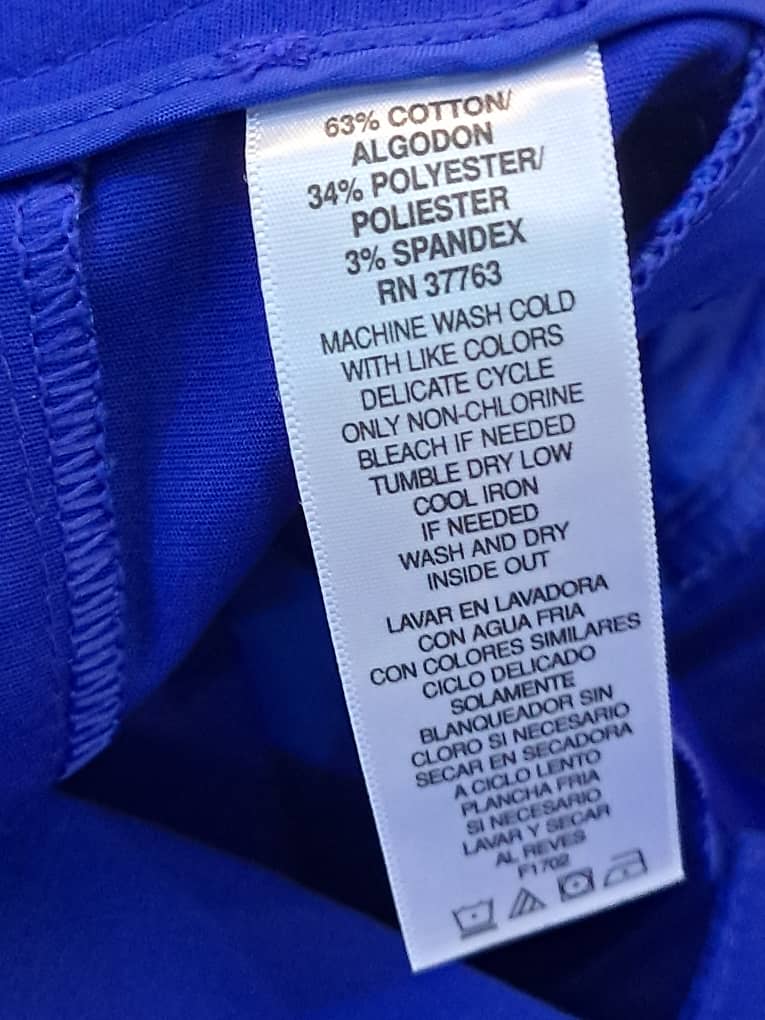 63% COTTON/
ALGODON
34% POLYESTER/
POLIESTER
3% SPANDEX
RN 37763
MACHINE WASH COLD
WITH LIKE COLORS
DELICATE CYCLE
ONLY NON-CHLORINE
BLEACH IF NEEDED
TUMBLE DRY LOW
COOL IRON
IF NEEDED
WASH AND DRY
INSIDE OUT
LAVAR EN LAVADORA
CON AGUA FRIA
CON COLORES SIMILARES
CICLO DELICADO
SOLAMENTE
BLANQUEADOR SIN
CLORO SI NECESARIO
SECAR EN SECADORA
A CICLO LENTO
PLANCHA FRIA
SI NECESARIO
LAVAR Y SECAR
AL REVES
F1702